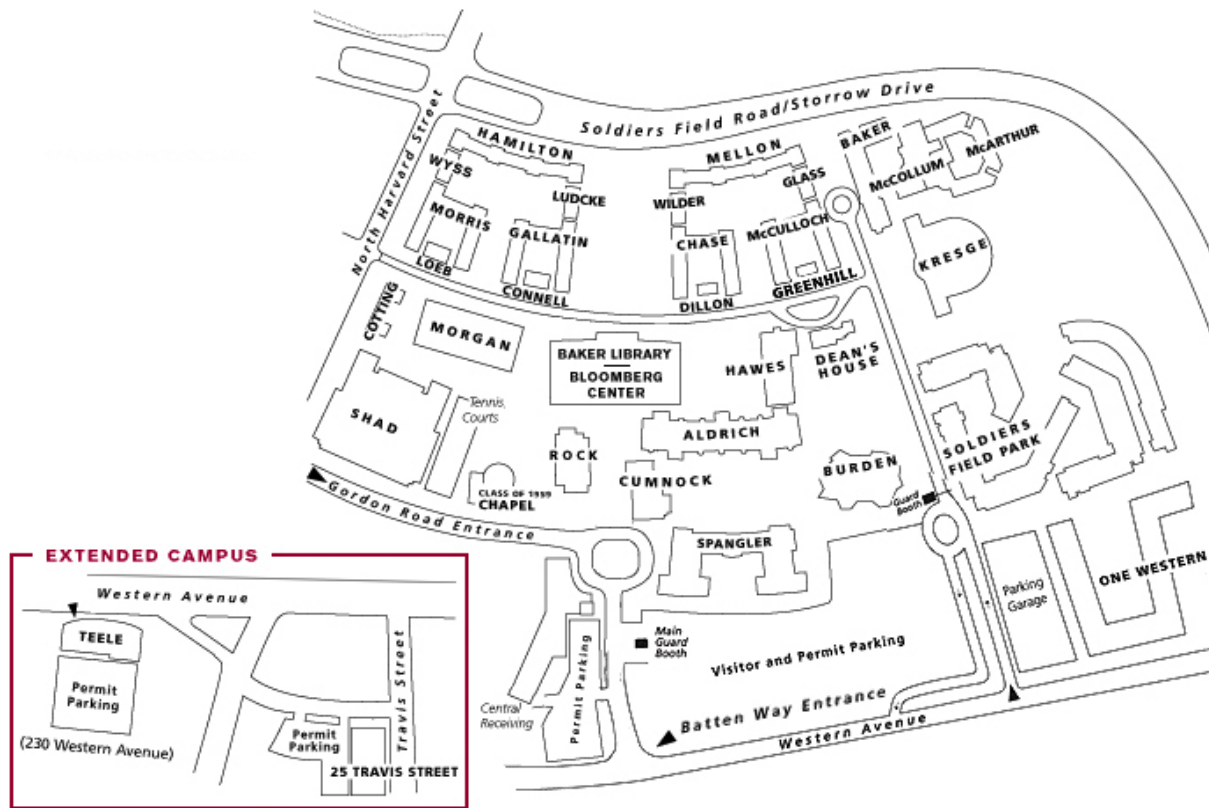 Soldiers Field Road/Storrow Drive
North Harvard Street
HAMILTON
MELLON
BAKER
McARTHUR
McCOLLUM
WYSS
GLASS
LUDCKE
WILDER
MORRIS
GALLATIN
CHASE
McCULLOCH
KRESGE
LOEB
CONNELL
DILLON
GREENHILL
COTTING
MORGAN
BAKER LIBRARY
BLOOMBERG
CENTER
HAWES
DEAN'S
HOUSE
SHAD
Tennis
Courts
ROCK
ALDRICH
SOLDIERS
FIELD PARK
BURDEN
CUMNOCK
CLASS OF 1959
CHAPEL
Guard
Booth
Gordon Road Entrance
SPANGLER
ONE WESTERN
Parking
Garage
Main
Guard
Booth
Visitor and Permit Parking
Permit Parking
Central
Receiving
Batten Way Entrance
Western Avenue
EXTENDED CAMPUS
Western Avenue
TEELE
Permit
Parking
(230 Western Avenue)
Travis Street
Permit
Parking
25 TRAVIS STREET